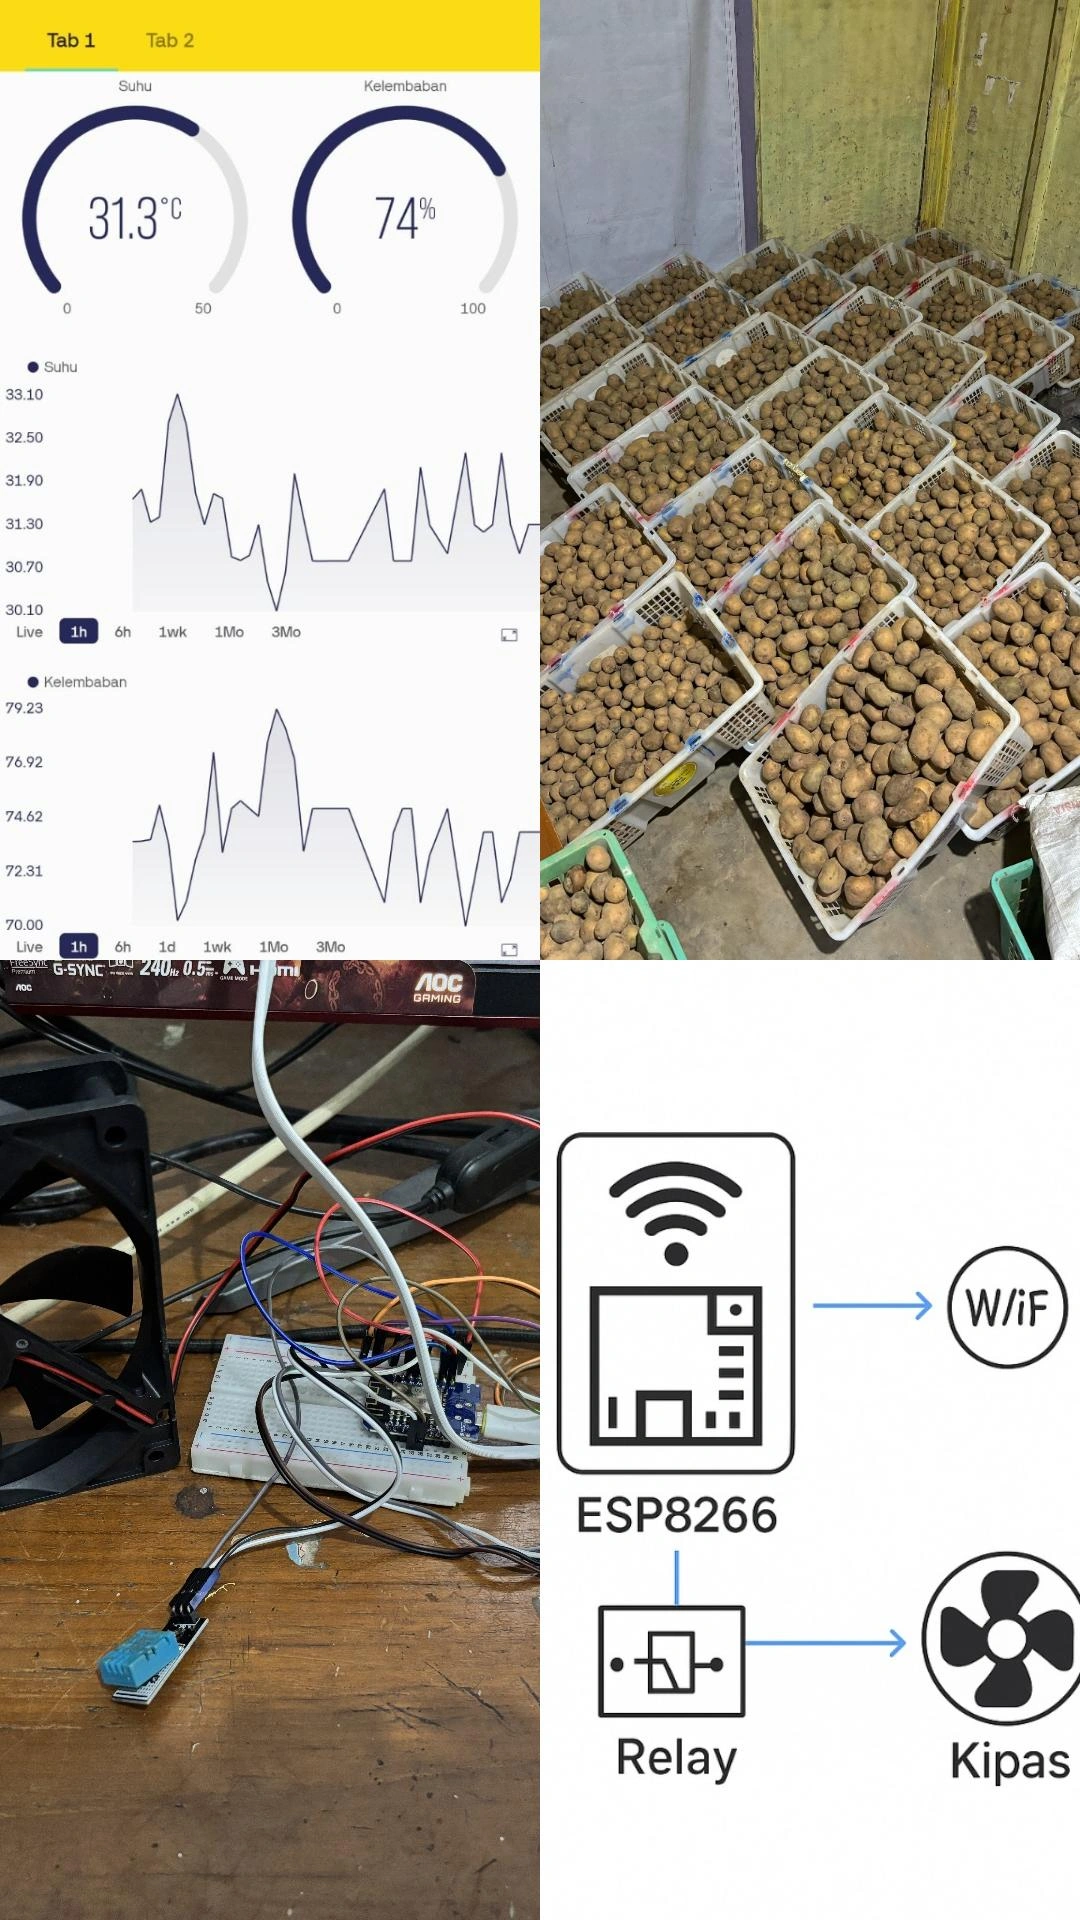 Tab 1 Tab 2
Suhu Kelembaban
31.3°C 74%
0 50 0 100
Suhu
33.10
32.50
31.90
31.30
30.70
30.10
Live 1h 6h 1wk 1Mo 3Mo
Kelembaban
79.23
76.92
74.62
72.31
70.00
Live 1h 6h 1d 1wk 1Mo 3Mo
FreeSync
Premium
G-SYNC
240Hz 0.5
GAME MODE
HDMI
AOC
AOC
GAMING
W/iF
ESP8266
Relay
Kipas